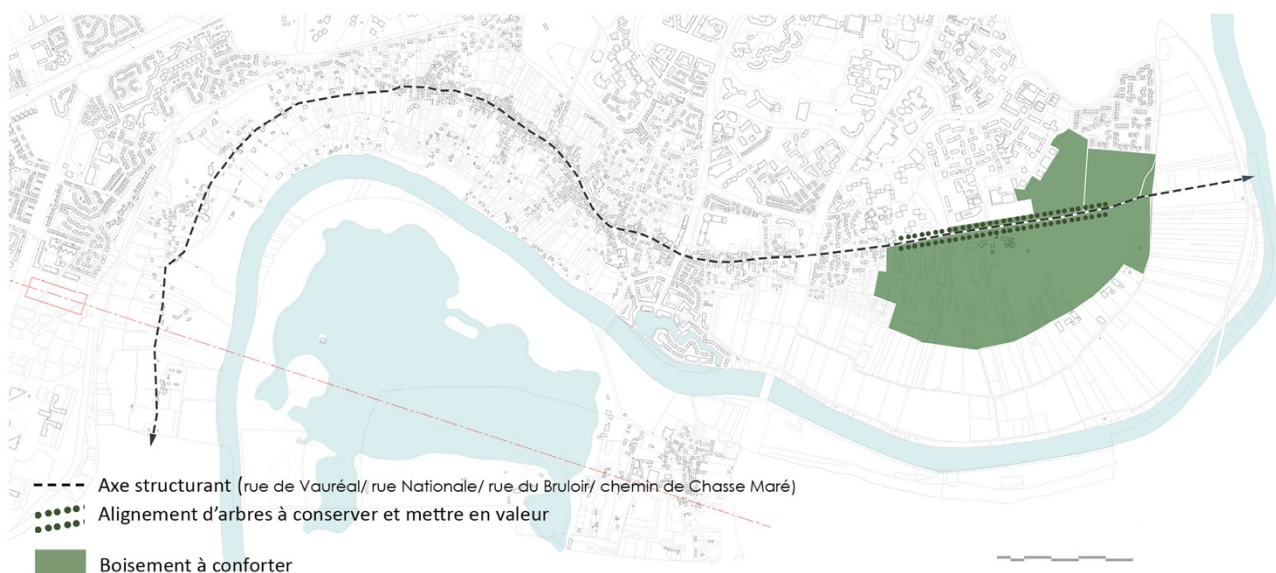 Axe structurant (rue de Vauréal/ rue Nationale/ rue du Bruloir/ chemin de Chasse Maré)
Alignement d'arbres à conserver et mettre en valeur
Boisement à conforter